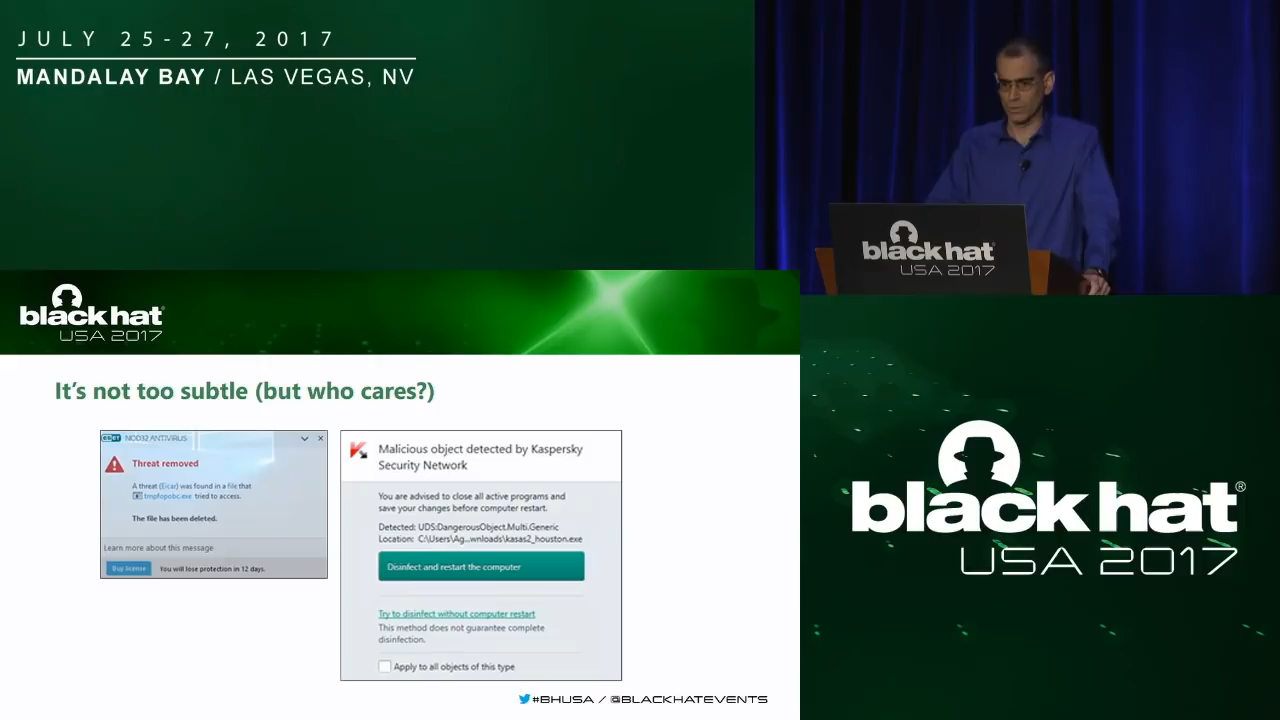 JULY 25-27, 2017
MANDALAY BAY / LAS VEGAS, NV
black hat
USA 2017
black hat
USA 2017
It's not too subtle (but who cares?)
eset NOD32 ANTIVIRUS
Threat removed
A threat (Eicar) was found in a file that
tmpfopobc.exe tried to access.
The file has been deleted.
Learn more about this message
Buy license
You will lose protection in 12 days.
Malicious object detected by Kaspersky
Security Network
You are advised to close all active programs and
save your changes before computer restart.
Detected: UDS:DangerousObject.Multi.Generic
Location: C:\Users\Ag...wnloads\kasas2_houston.exe
Disinfect and restart the computer
Try to disinfect without computer restart
This method does not guarantee complete
disinfection.
Apply to all objects of this type
#BHUSA / @BLACKHATEVENTS
black hat®
USA 2017